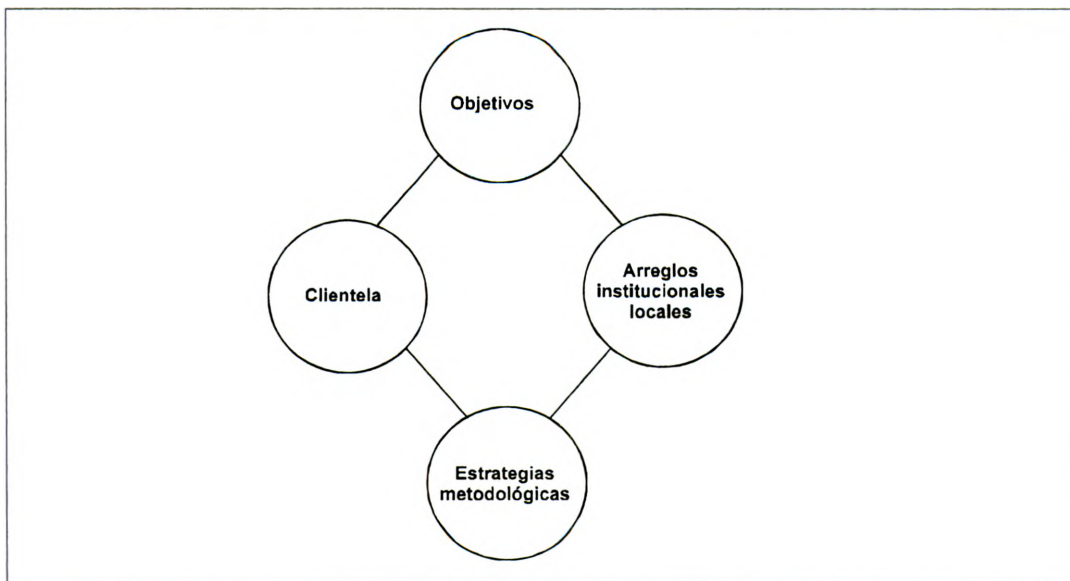 Objetivos
Clientela
Arreglos
institucionales
locales
Estrategias
metodológicas